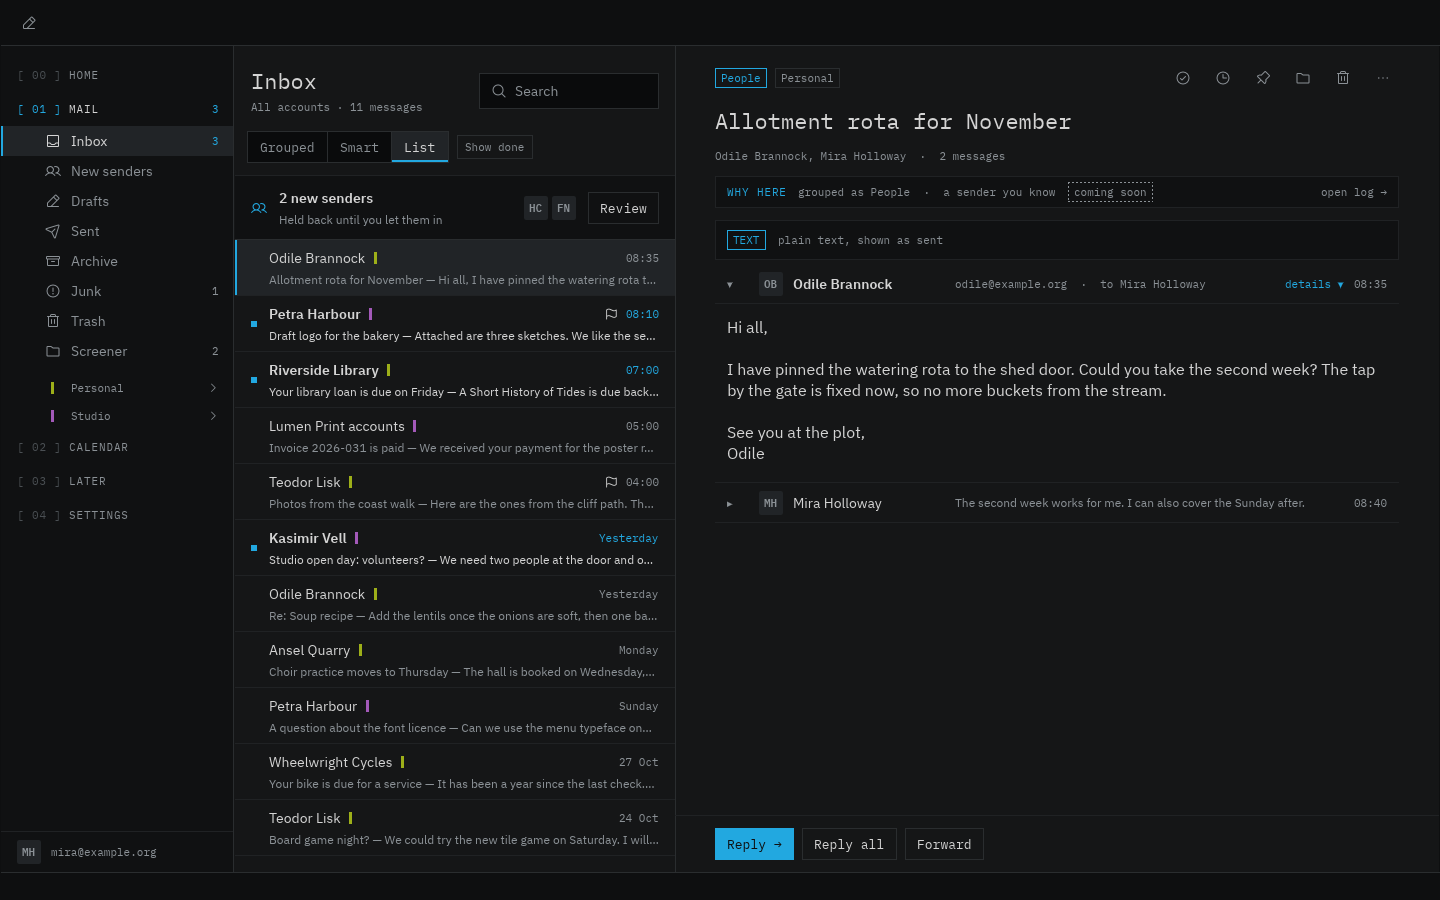 [ 00 ] HOME
[ 01 ] MAIL 3
Inbox 3
New senders
Drafts
Sent
Archive
Junk 1
Trash
Screener 2
Personal
Studio
[ 02 ] CALENDAR
[ 03 ] LATER
[ 04 ] SETTINGS
MH mira@example.org
Inbox
All accounts · 11 messages
Search
Grouped Smart List Show done
2 new senders
Held back until you let them in
HC FN Review
Odile Brannock 08:35
Allotment rota for November — Hi all, I have pinned the watering rota t...
Petra Harbour 08:10
Draft logo for the bakery — Attached are three sketches. We like the se...
Riverside Library 07:00
Your library loan is due on Friday — A Short History of Tides is due back...
Lumen Print accounts 05:00
Invoice 2026-031 is paid — We received your payment for the poster r...
Teodor Lisk 04:00
Photos from the coast walk — Here are the ones from the cliff path. Th...
Kasimir Vell Yesterday
Studio open day: volunteers? — We need two people at the door and o...
Odile Brannock Yesterday
Re: Soup recipe — Add the lentils once the onions are soft, then one ba...
Ansel Quarry Monday
Choir practice moves to Thursday — The hall is booked on Wednesday,...
Petra Harbour Sunday
A question about the font licence — Can we use the menu typeface on...
Wheelwright Cycles 27 Oct
Your bike is due for a service — It has been a year since the last check....
Teodor Lisk 24 Oct
Board game night? — We could try the new tile game on Saturday. I will...
People Personal
Allotment rota for November
Odile Brannock, Mira Holloway · 2 messages
WHY HERE grouped as People · a sender you know coming soon open log →
TEXT plain text, shown as sent
▾ OB Odile Brannock odile@example.org · to Mira Holloway details ▾ 08:35
Hi all,
I have pinned the watering rota to the shed door. Could you take the second week? The tap
by the gate is fixed now, so no more buckets from the stream.
See you at the plot,
Odile
▸ MH Mira Holloway The second week works for me. I can also cover the Sunday after. 08:40
Reply → Reply all Forward